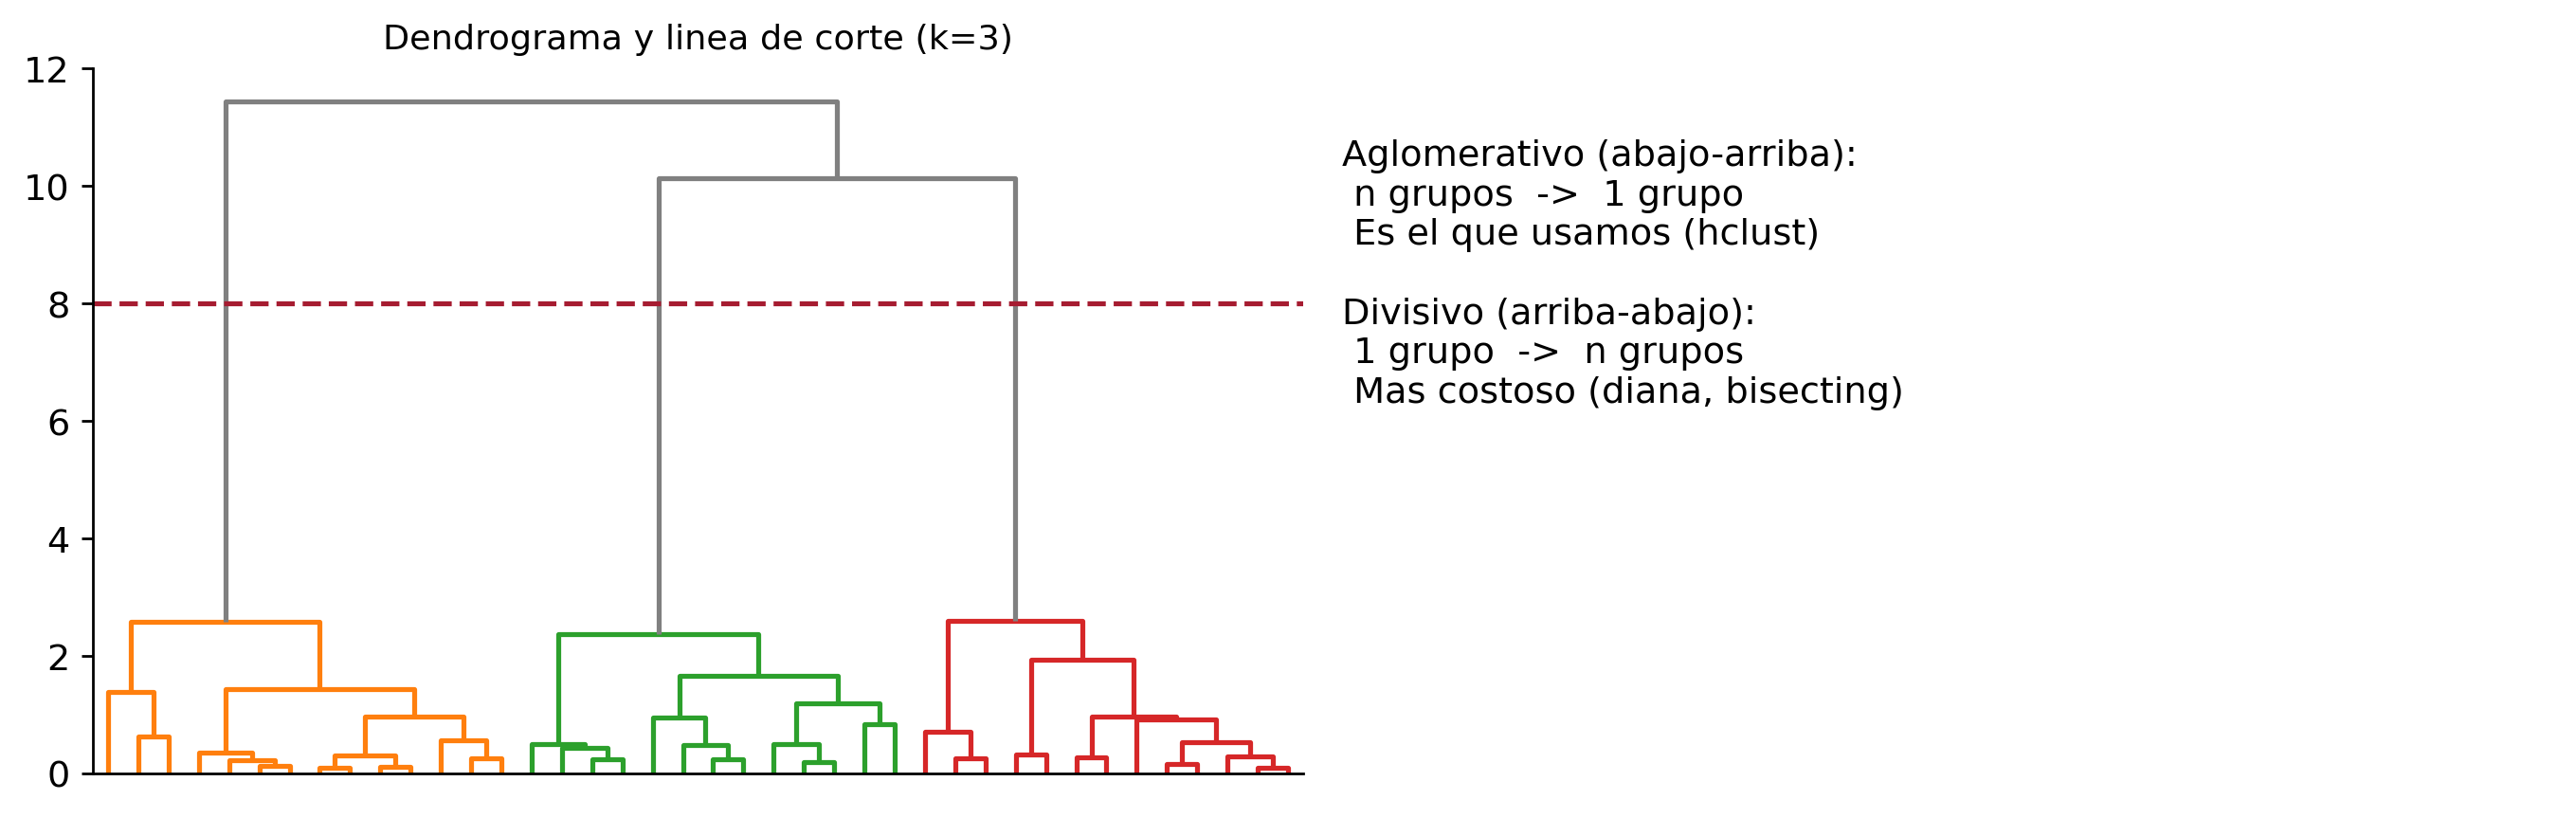 Dendrograma y linea de corte (k=3)
12
10
8
6
4
2
0
Aglomerativo (abajo-arriba):
n grupos -> 1 grupo
Es el que usamos (hclust)
Divisivo (arriba-abajo):
1 grupo -> n grupos
Mas costoso (diana, bisecting)